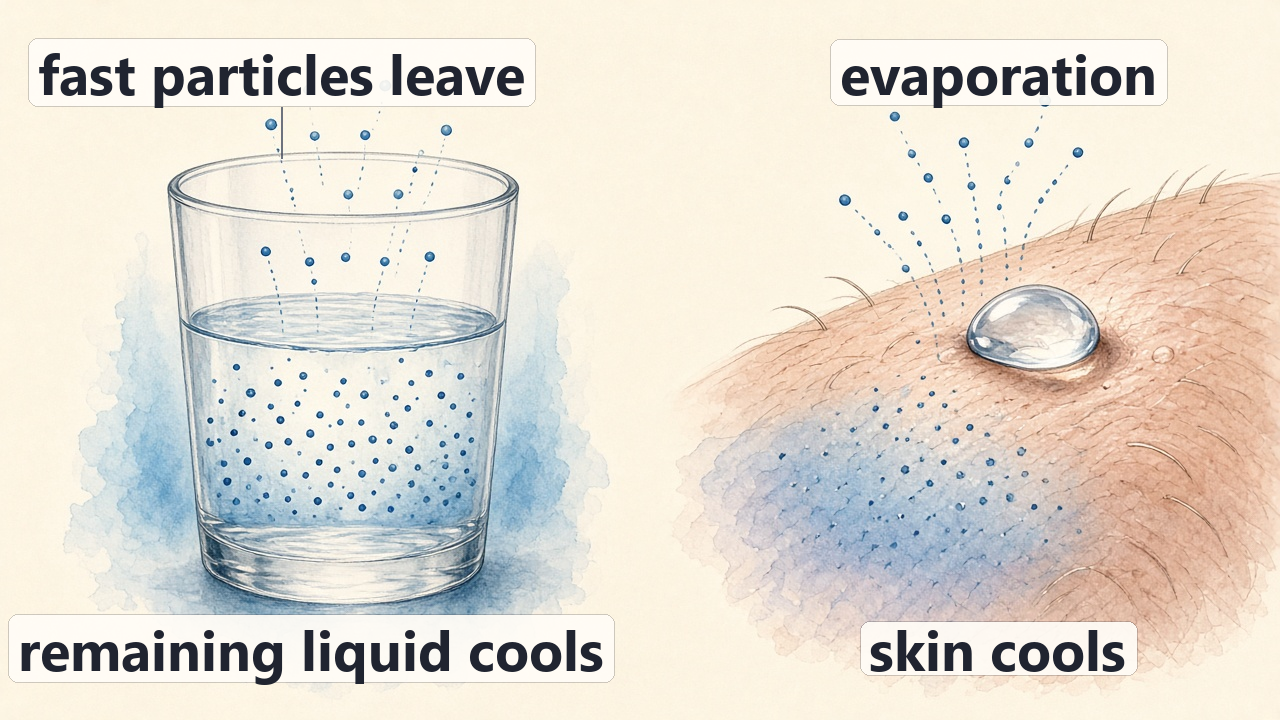 fast particles leave
evaporation
remaining liquid cools
skin cools